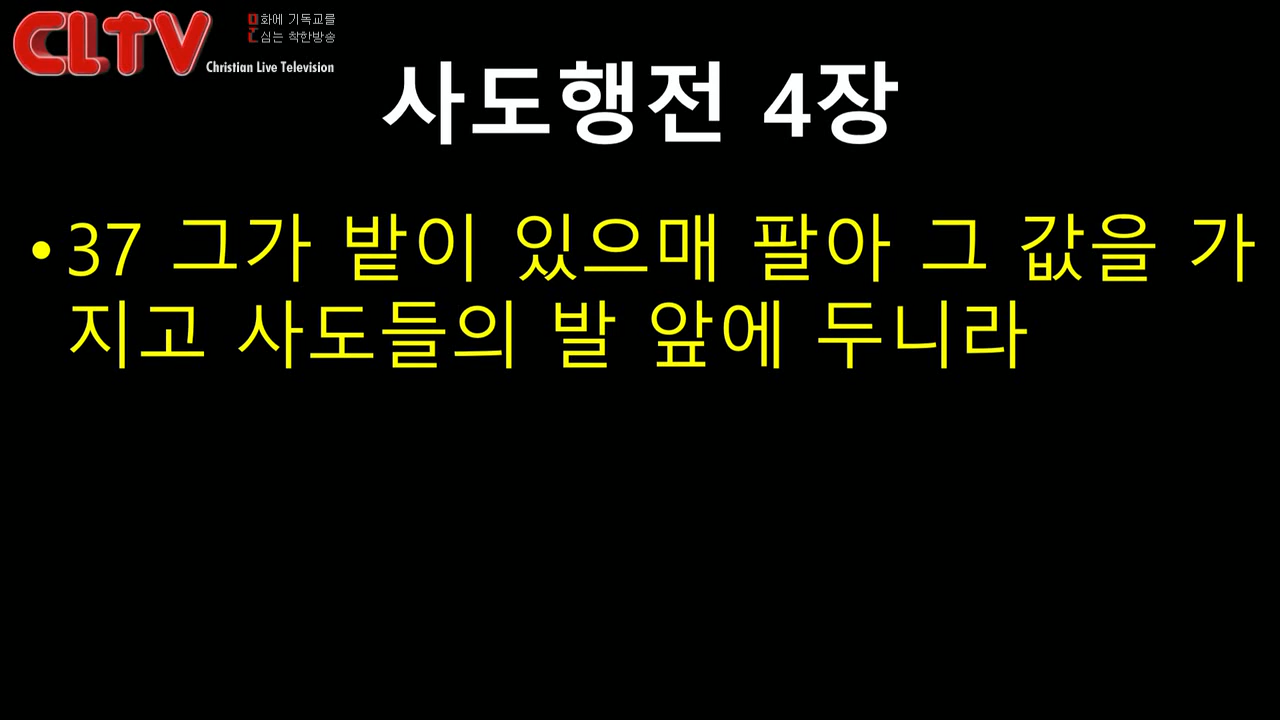 CLTV
문화에 기독교를
심는 착한방송
Christian Live Television
사도행전 4장
• 37 그가 밭이 있으매 팔아 그 값을 가
지고 사도들의 발 앞에 두니라